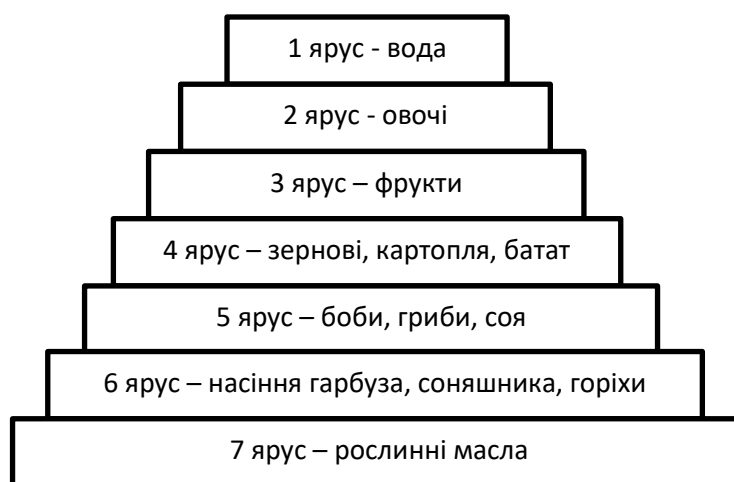 1 ярус - вода
2 ярус - овочі
3 ярус – фрукти
4 ярус – зернові, картопля, батат
5 ярус – боби, гриби, соя
6 ярус – насіння гарбуза, соняшника, горіхи
7 ярус – рослинні масла